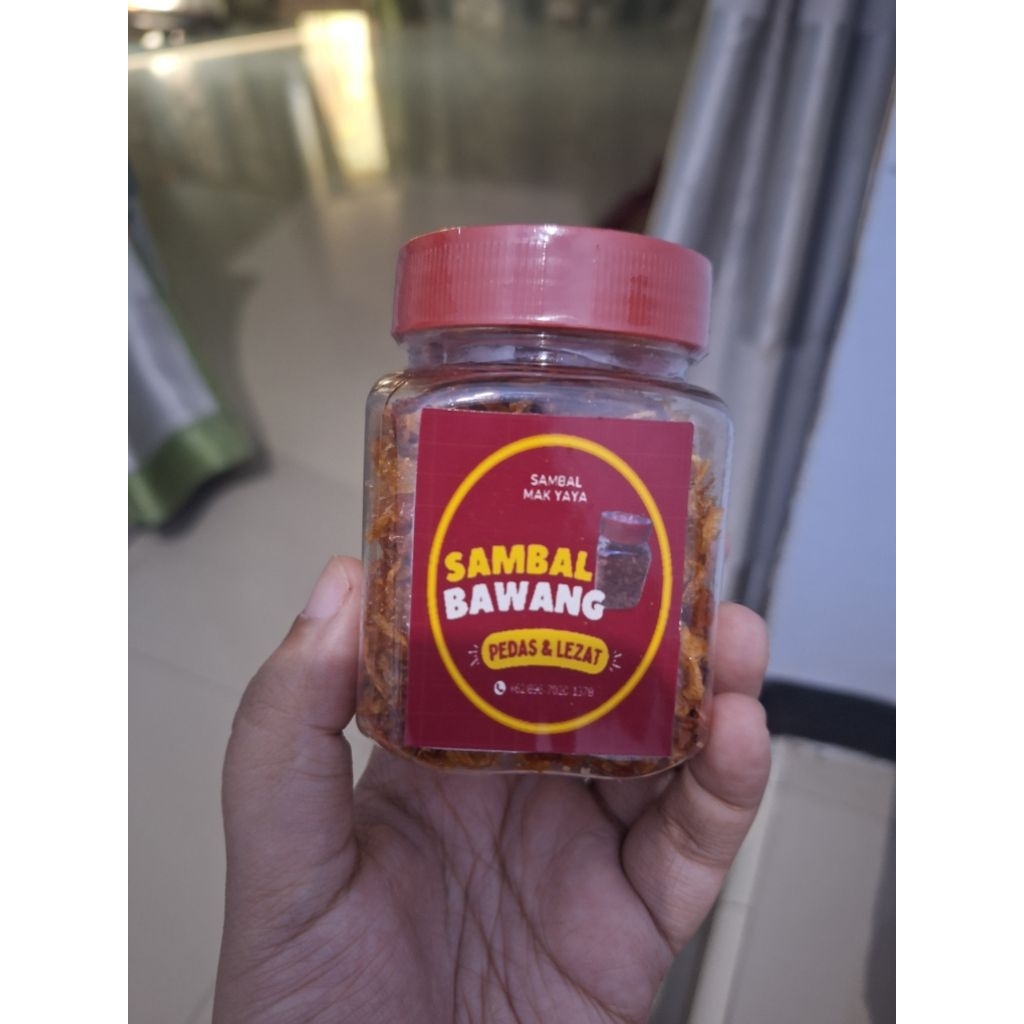 SAMBAL
MAK YAYA
SAMBAL
BAWANG
PEDAS & LEZAT